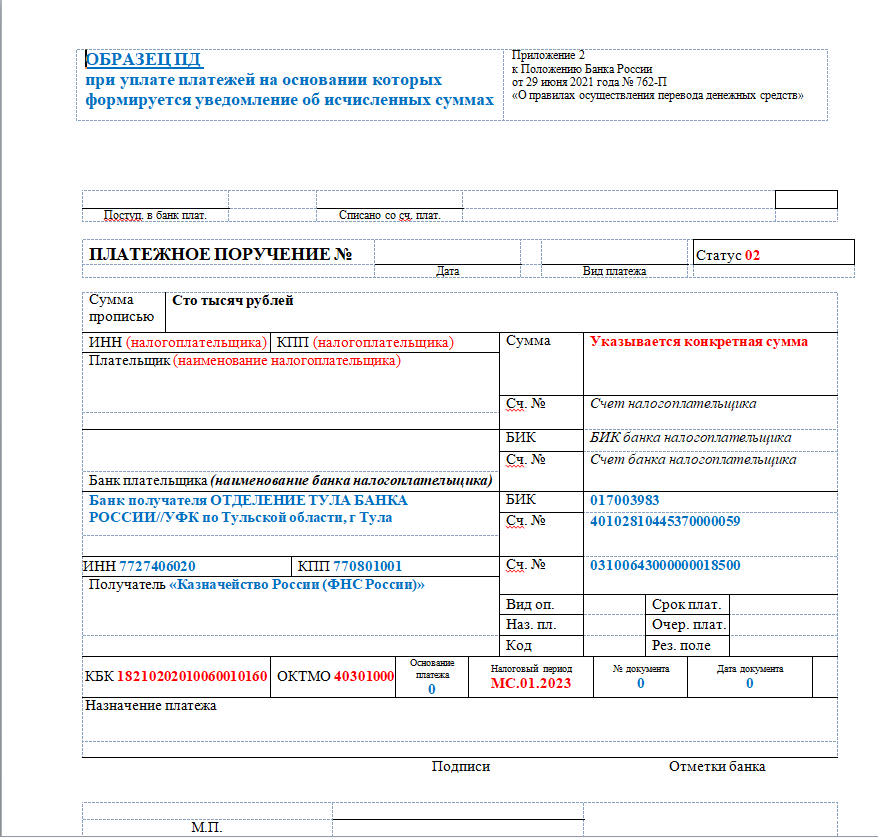 ОБРАЗЕЦ ПД
при уплате платежей на основании которых
формируется уведомление об исчисленных суммах
Приложение 2
к Положению Банка России
от 29 июня 2021 года № 762-П
«О правилах осуществления перевода денежных средств»
Поступ. в банк плат.
Списано со сч. плат.
ПЛАТЕЖНОЕ ПОРУЧЕНИЕ №
Дата
Вид платежа
Статус 02
Сумма
прописью
Сто тысяч рублей
ИНН (налогоплательщика)
КПП (налогоплательщика)
Сумма
Указывается конкретная сумма
Плательщик (наименование налогоплательщика)
Сч. №
Счет налогоплательщика
БИК
БИК банка налогоплательщика
Сч. №
Счет банка налогоплательщика
Банк плательщика (наименование банка налогоплательщика)
Банк получателя ОТДЕЛЕНИЕ ТУЛА БАНКА
РОССИИ//УФК по Тульской области, г Тула
БИК
017003983
Сч. №
40102810445370000059
ИНН 7727406020
КПП 770801001
Сч. №
03100643000000018500
Получатель «Казначейство России (ФНС России)»
Вид оп.
Срок плат.
Наз. пл.
Очер. плат.
Код
Рез. поле
КБК 18210202010060010160
ОКТМО 40301000
Основание
платежа
0
Налоговый период
МС.01.2023
№ документа
0
Дата документа
0
Назначение платежа
Подписи
Отметки банка
М.П.